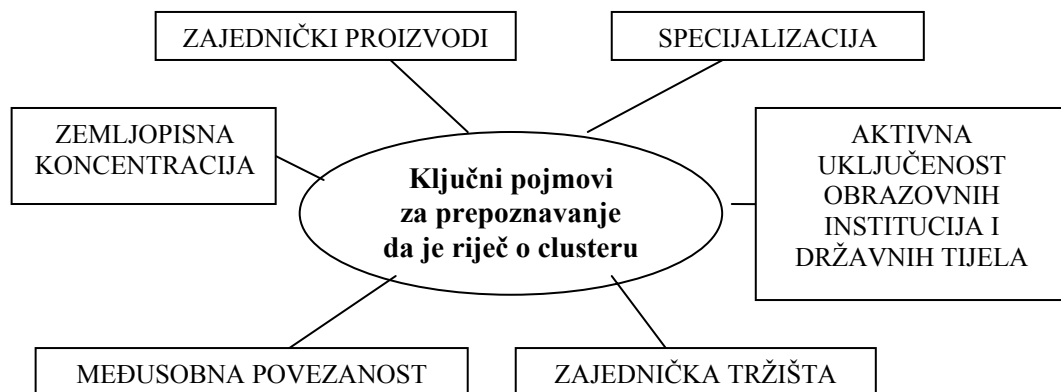 ZAJEDNIČKI PROIZVODI
SPECIJALIZACIJA
ZEMLJOPISNA
KONCENTRACIJA
Ključni pojmovi
za prepoznavanje
da je riječ o clusteru
AKTIVNA
UKLJUČENOST
OBRAZOVNIH
INSTITUCIJA I
DRŽAVNIH TIJELA
MEĐUSOBNA POVEZANOST
ZAJEDNIČKA TRŽIŠTA